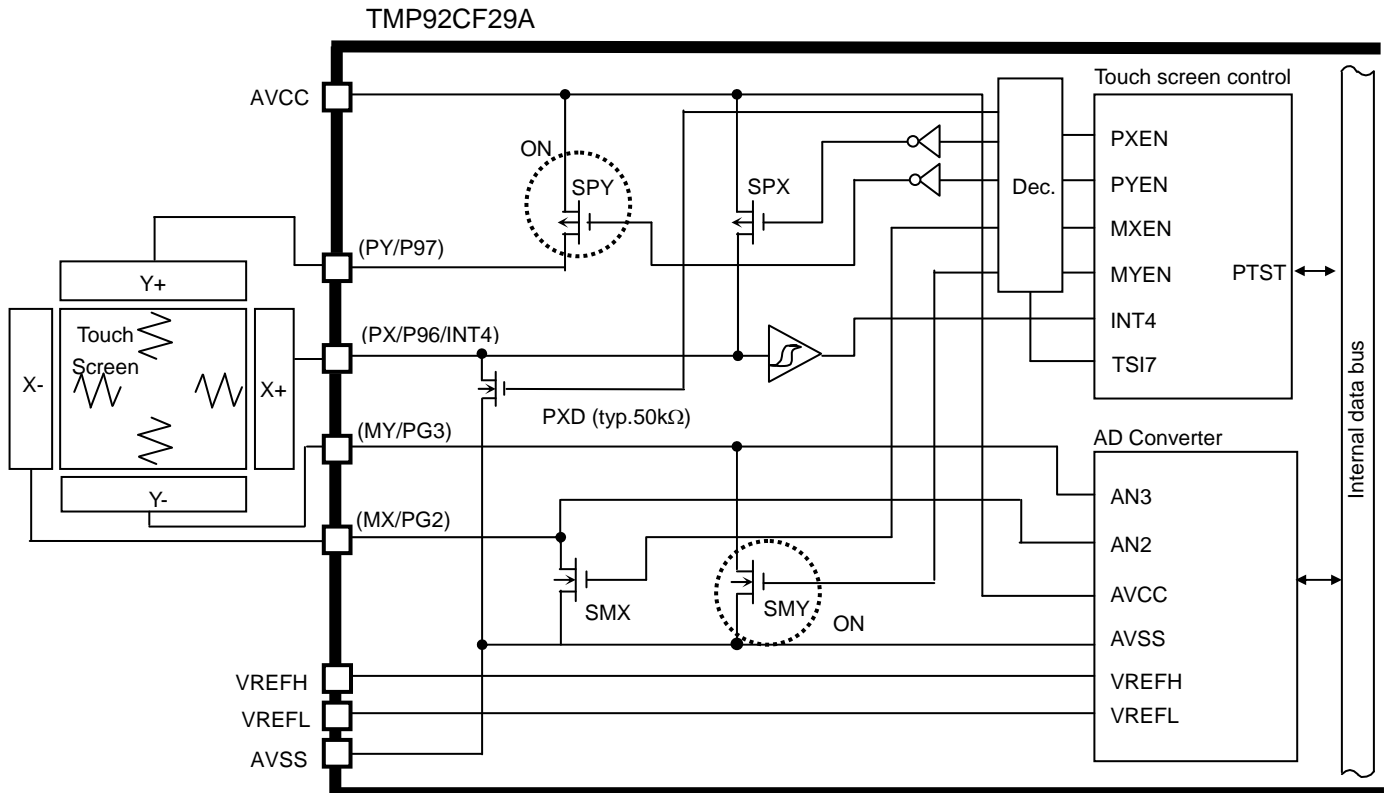 TMP92CF29A
AVCC
Touch screen control
ON
SPY
SPX
Dec.
PXEN
PYEN
MXEN
MYEN
PTST
INT4
TSI7
(PY/P97)
Y+
(PX/P96/INT4)
Touch
Screen
X-
X+
PXD (typ.50kΩ)
(MY/PG3)
Y-
(MX/PG2)
AD Converter
AN3
AN2
AVCC
AVSS
VREFH
VREFL
SMX
SMY
ON
VREFH
VREFL
AVSS
Internal data bus